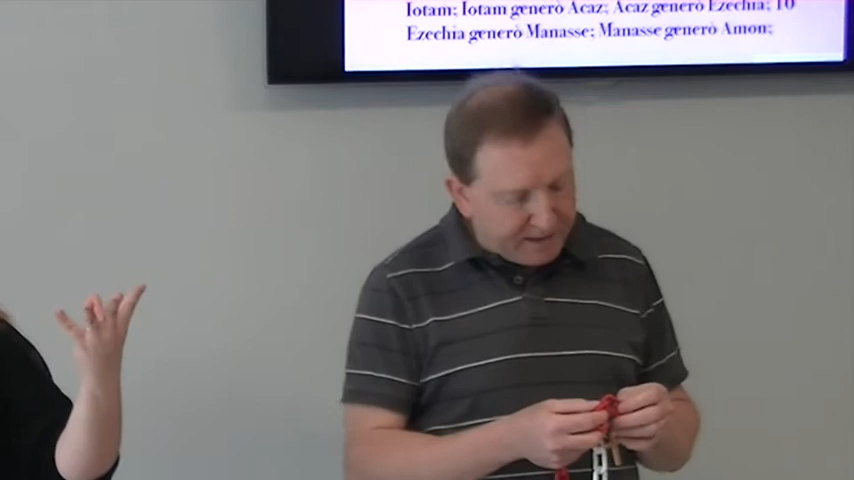 Iotam; Iotam generò Acaz; Acaz generò Ezechia; 10
Ezechia generò Manasse; Manasse generò Amon;